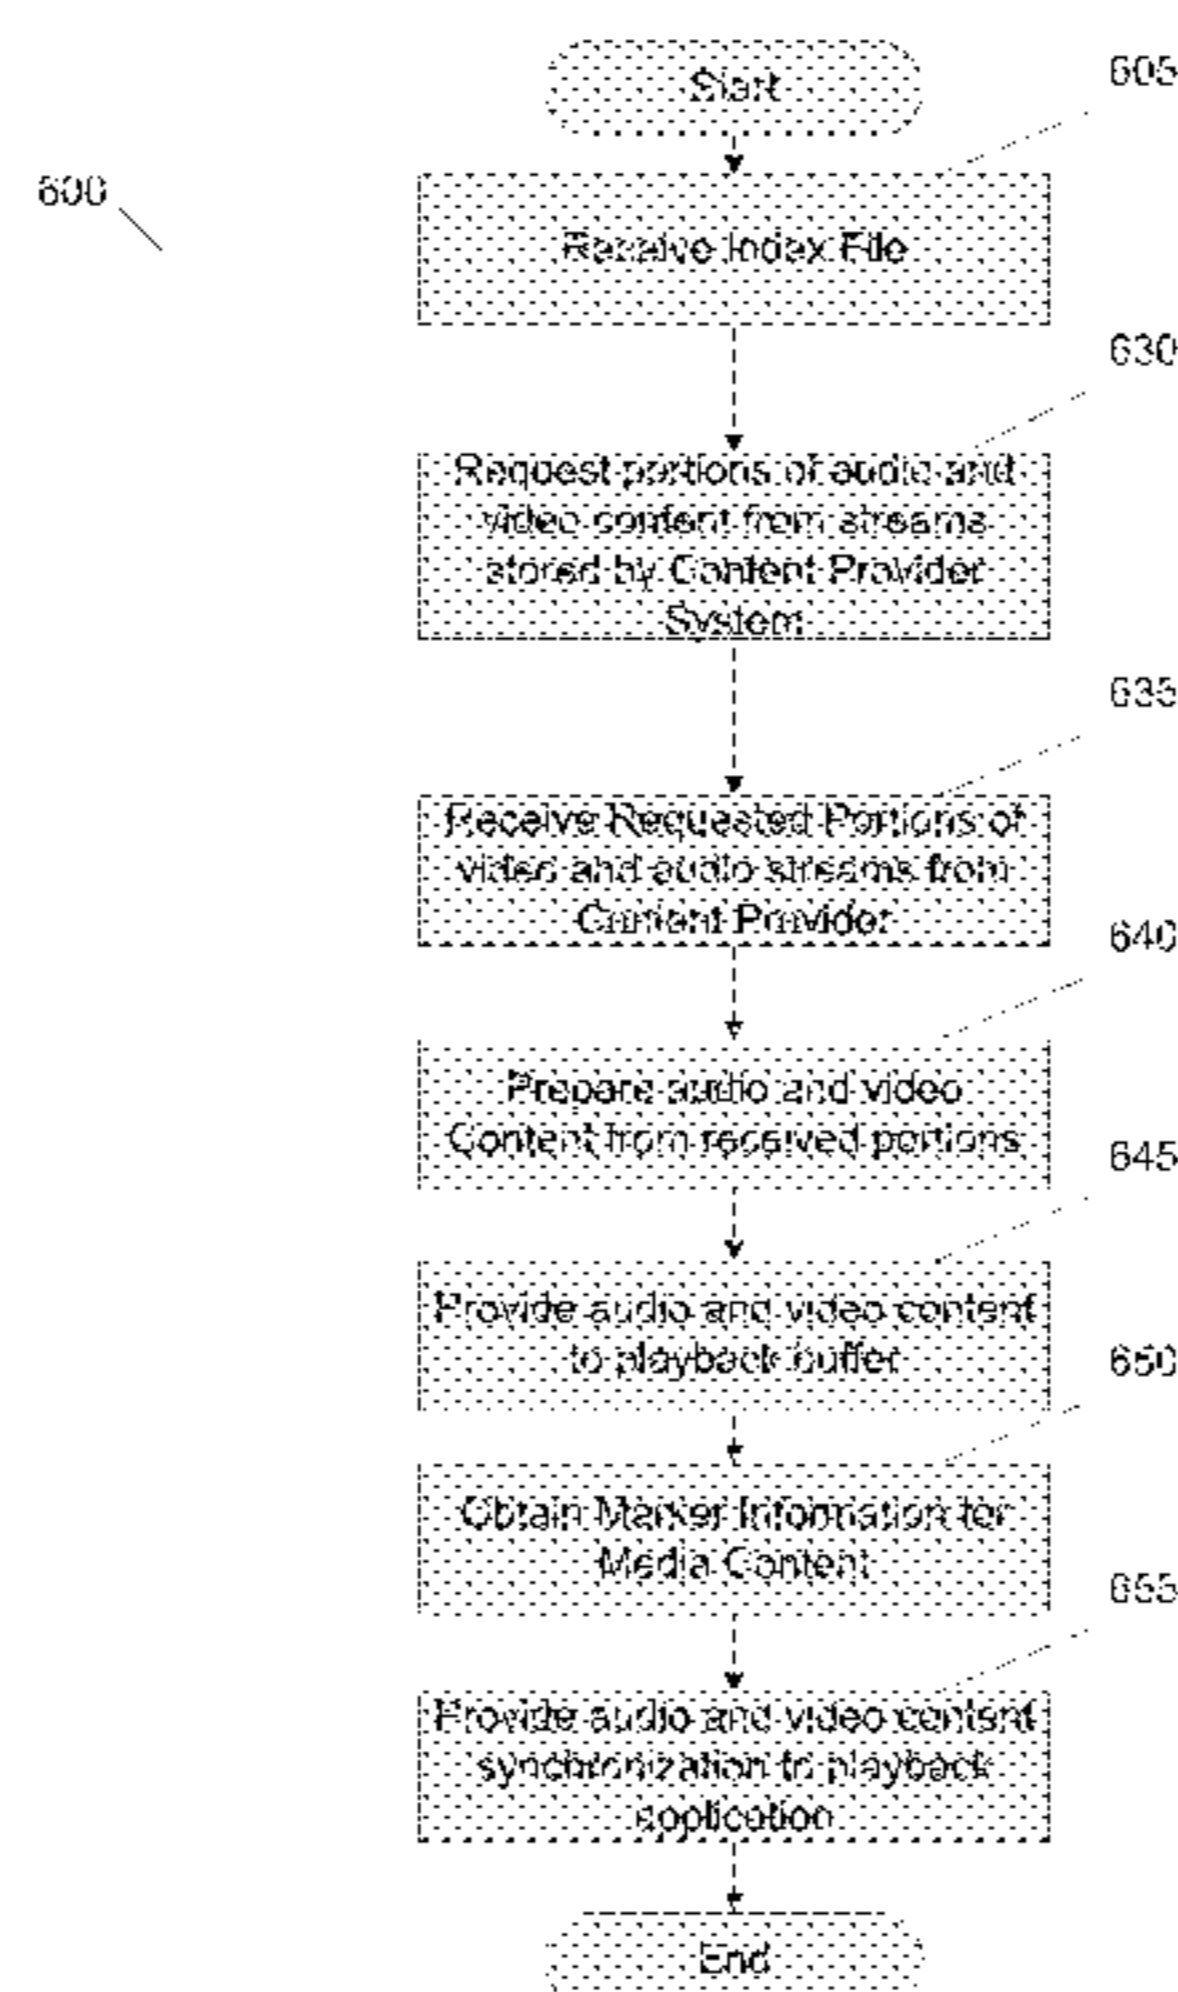 Start
605
600
Receive Index File
630
Request portions of audio and
video content from streams
stored by Content Provider
System
635
Receive Requested Portions of
video and audio streams from
Content Provider
640
Prepare audio and video
Content from received portions
645
Provide audio and video content
to playback buffer
650
Obtain Marker Information for
Media Content
655
Provide audio and video content
synchronization to playback
application
End